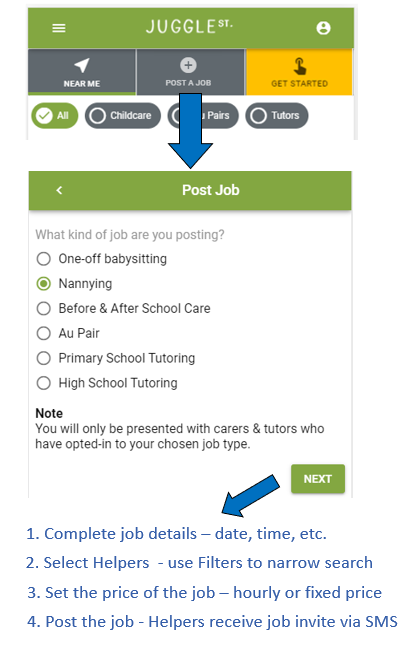 JUGGLE ST.
NEAR ME
POST A JOB
GET STARTED
All
Childcare
u Pairs
Tutors
Post Job
What kind of job are you posting?
One-off babysitting
Nannying
Before & After School Care
Au Pair
Primary School Tutoring
High School Tutoring
Note
You will only be presented with carers & tutors who
have opted-in to your chosen job type.
NEXT
1. Complete job details – date, time, etc.
2. Select Helpers - use Filters to narrow search
3. Set the price of the job – hourly or fixed price
4. Post the job - Helpers receive job invite via SMS